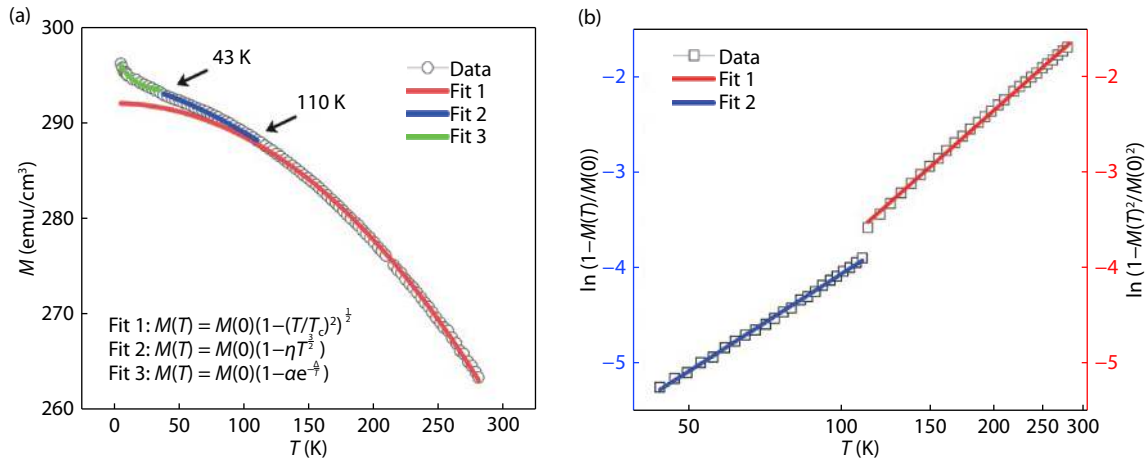 (a)
300
290
280
270
260
M (emu/cm³)
0 50 100 150 200 250 300
T (K)
43 K
110 K
Data
Fit 1
Fit 2
Fit 3
Fit 1: M(T) = M(0)(1−(T/T_c)²)^{1/2}
Fit 2: M(T) = M(0)(1−ηT^{3/2})
Fit 3: M(T) = M(0)(1−αe^{Δ/T})
(b)
−2
−3
−4
−5
ln (1−M(T)/M(0))
Data
Fit 1
Fit 2
50 100 150 200 250 300
T (K)
−2
−3
−4
−5
ln (1−M(T)²/M(0)²)